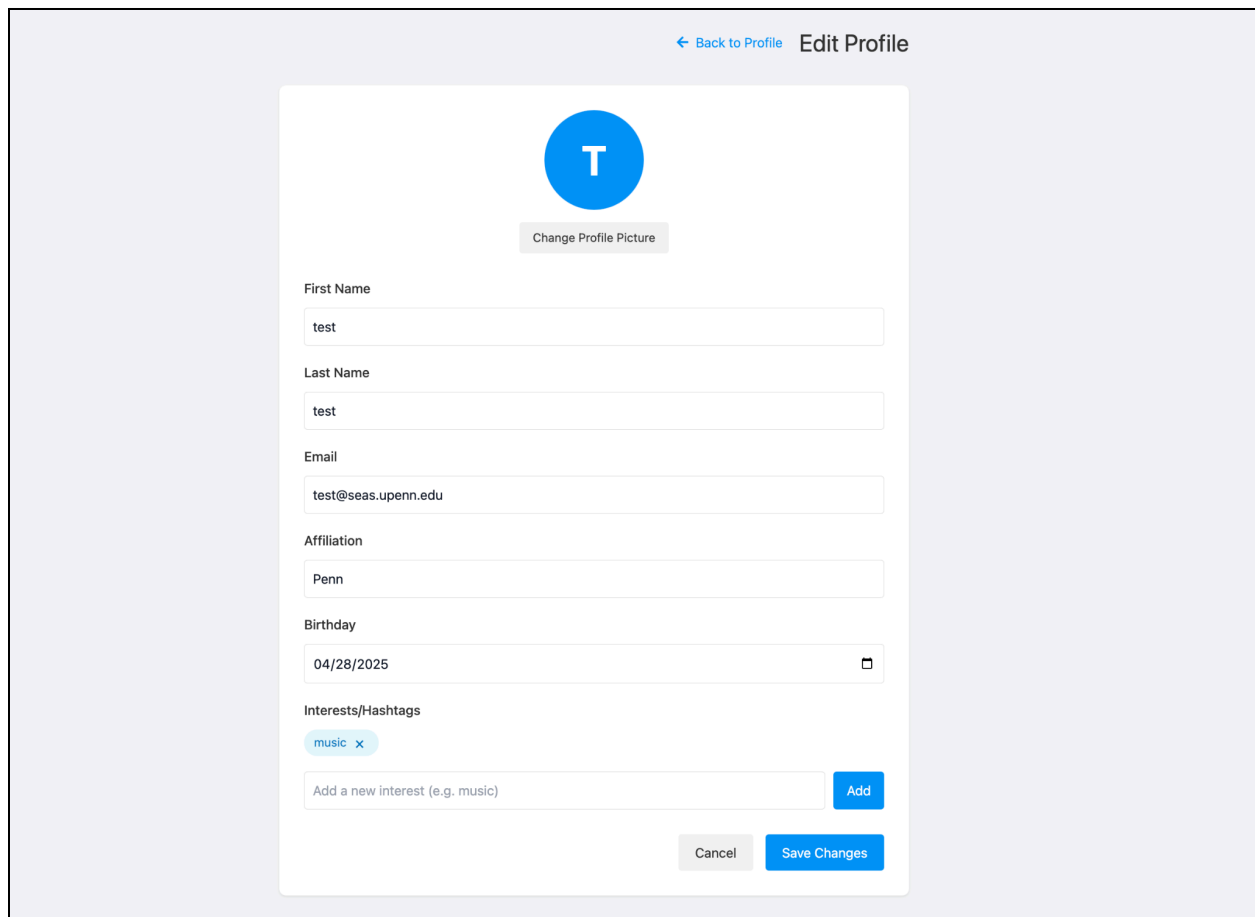 ← Back to Profile Edit Profile
T
Change Profile Picture
First Name
test
Last Name
test
Email
test@seas.upenn.edu
Affiliation
Penn
Birthday
04/28/2025
Interests/Hashtags
music ×
Add a new interest (e.g. music) Add
Cancel Save Changes